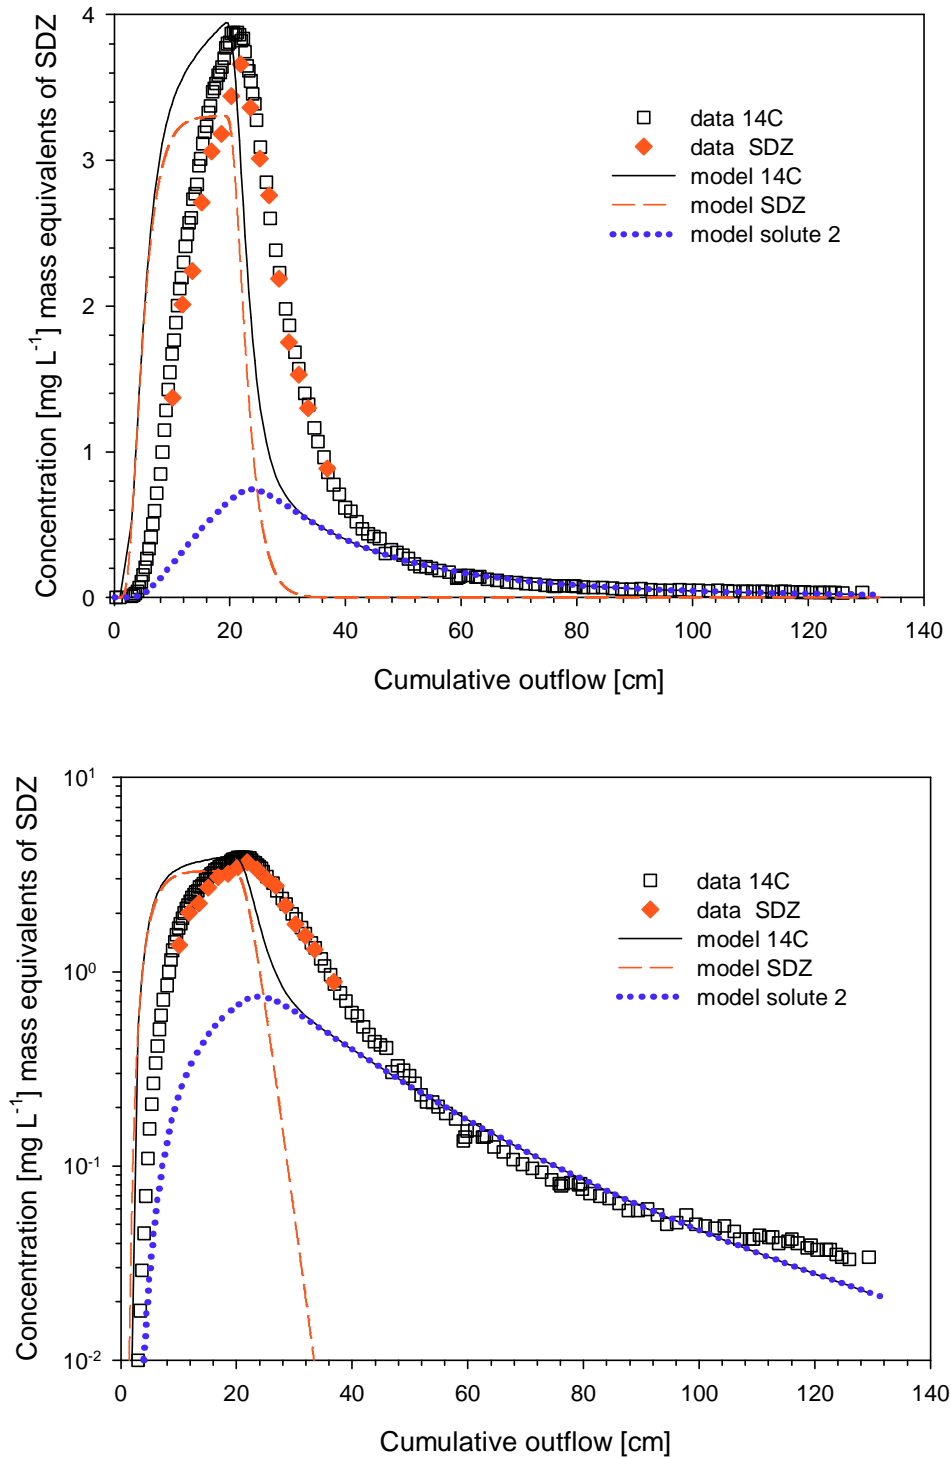 Concentration [mg L⁻¹] mass equivalents of SDZ
4
3
2
1
0
data 14C
data  SDZ
model 14C
model SDZ
model solute 2
0 20 40 60 80 100 120 140
Cumulative outflow [cm]
Concentration [mg L⁻¹] mass equivalents of SDZ
10¹
10⁰
10⁻¹
10⁻²
data 14C
data  SDZ
model 14C
model SDZ
model solute 2
0 20 40 60 80 100 120 140
Cumulative outflow [cm]